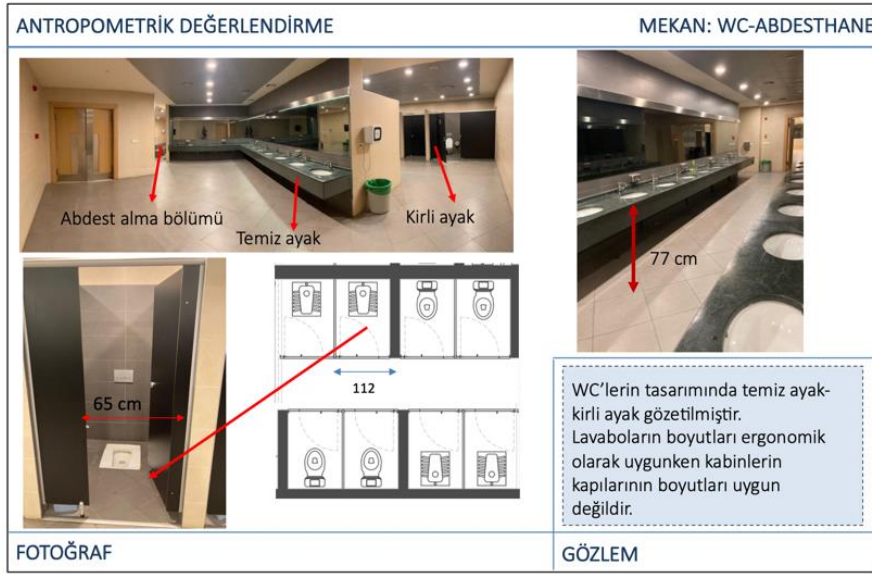 ANTROPOMETRİK DEĞERLENDİRME
MEKAN: WC-ABDESTHANE
Abdest alma bölümü
Temiz ayak
Kirli ayak
77 cm
65 cm
112
WC'lerin tasarımında temiz ayak-
kirli ayak gözetilmiştir.
Lavaboların boyutları ergonomik
olarak uygunken kabinlerin
kapılarının boyutları uygun
değildir.
FOTOĞRAF
GÖZLEM